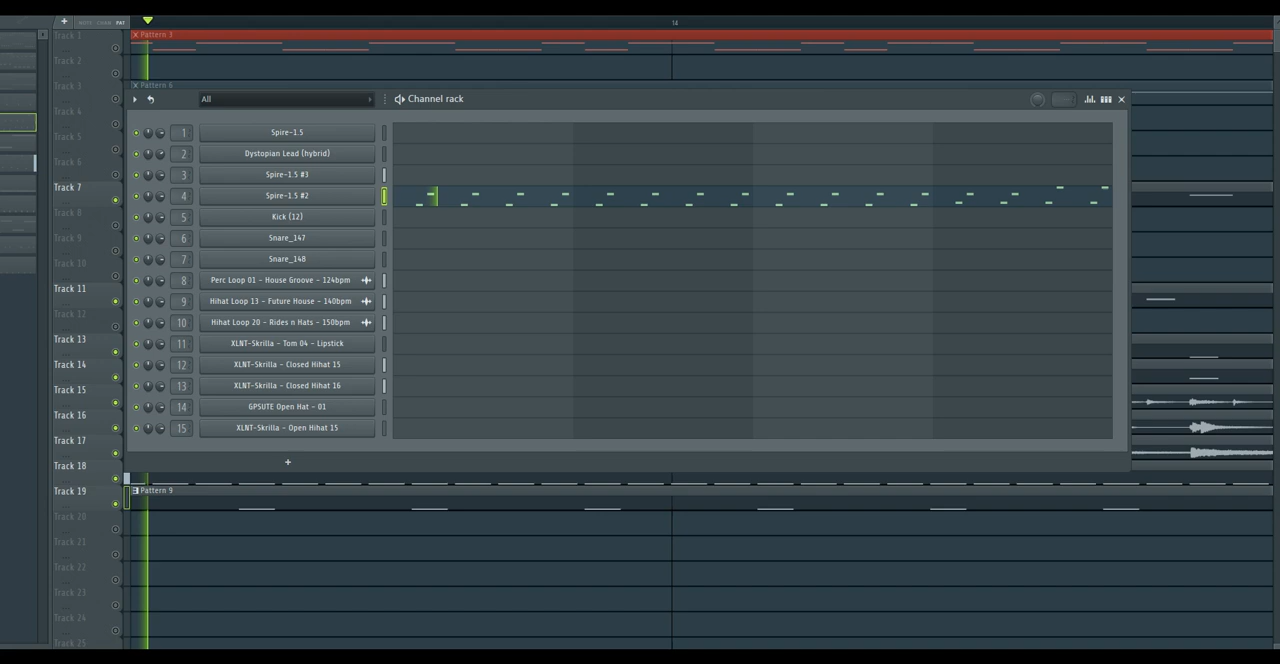 + NOTE CHAN PAT
14
Track 1
× Pattern 3
Track 2
Track 3
× Pattern 6
All
Channel rack
Track 4
Track 5
Track 6
Track 7
Track 8
Track 9
Track 10
Track 11
Track 12
Track 13
Track 14
Track 15
Track 16
Track 17
Track 18
Track 19
Track 20
Track 21
Track 22
Track 23
Track 24
Track 25
1 Spire-1.5
2 Dystopian Lead (hybrid)
3 Spire-1.5 #3
4 Spire-1.5 #2
5 Kick (12)
6 Snare_147
7 Snare_148
8 Perc Loop 01 - House Groove - 124bpm
9 Hihat Loop 13 - Future House - 140bpm
10 Hihat Loop 20 - Rides n Hats - 150bpm
11 XLNT-Skrilla - Tom 04 - Lipstick
12 XLNT-Skrilla - Closed Hihat 15
13 XLNT-Skrilla - Closed Hihat 16
14 GPSUTE Open Hat - 01
15 XLNT-Skrilla - Open Hihat 15
+
Pattern 9